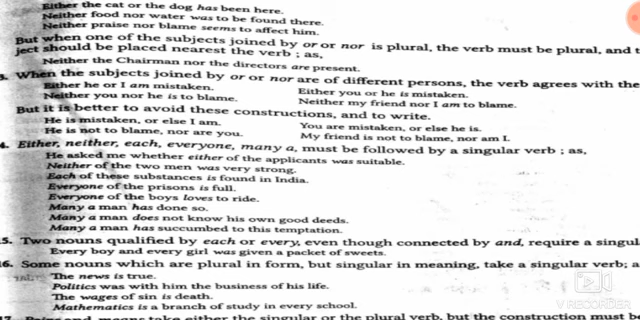 Either the cat or the dog has been here.
Neither food nor water was to be found there.
Neither praise nor blame seems to affect him.
But when one of the subjects joined by or or nor is plural, the verb must be plural, and t
ject should be placed nearest the verb ; as,
Neither the Chairman nor the directors are present.
3. When the subjects joined by or or nor are of different persons, the verb agrees with the
Either he or I am mistaken. Either you or he is mistaken.
Neither you nor he is to blame. Neither my friend nor I am to blame.
But it is better to avoid these constructions, and to write.
He is mistaken, or else I am. You are mistaken, or else he is.
He is not to blame, nor are you. My friend is not to blame, nor am I.
4. Either, neither, each, everyone, many a, must be followed by a singular verb ; as,
He asked me whether either of the applicants was suitable.
Neither of the two men was very strong.
Each of these substances is found in India.
Everyone of the prisons is full.
Everyone of the boys loves to ride.
Many a man has done so.
Many a man does not know his own good deeds.
Many a man has succumbed to this temptation.
15. Two nouns qualified by each or every, even though connected by and, require a singul
Every boy and every girl was given a packet of sweets.
16. Some nouns which are plural in form, but singular in meaning, take a singular verb; a
The news is true.
Politics was with him the business of his life.
The wages of sin is death.
Mathematics is a branch of study in every school.
means take either the singular or the plural verb, but the construction must b
V RECORDER